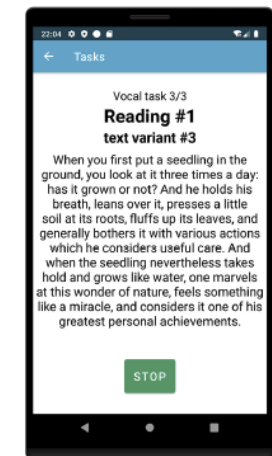 22:04
Tasks
Vocal task 3/3
Reading #1
text variant #3
When you first put a seedling in the
ground, you look at it three times a day:
has it grown or not? And he holds his
breath, leans over it, presses a little
soil at its roots, fluffs up its leaves, and
generally bothers it with various actions
which he considers useful care. And
when the seedling nevertheless takes
hold and grows like water, one marvels
at this wonder of nature, feels something
like a miracle, and considers it one of his
greatest personal achievements.
STOP